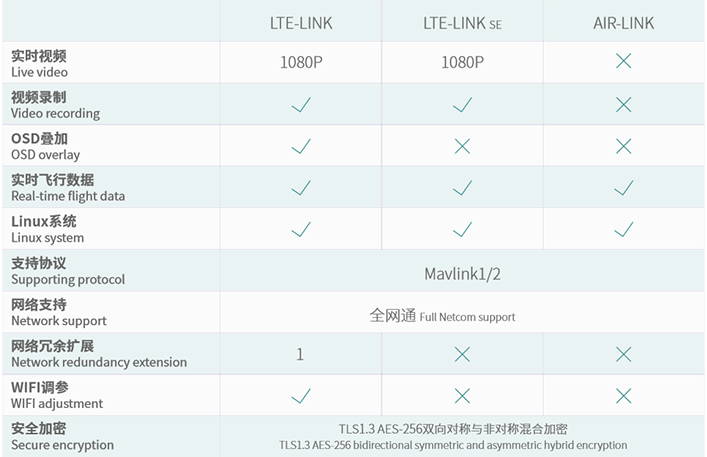 LTE-LINK LTE-LINK SE AIR-LINK
实时视频
Live video
1080P 1080P
视频录制
Video recording
OSD叠加
OSD overlay
实时飞行数据
Real-time flight data
Linux系统
Linux system
支持协议
Supporting protocol
Mavlink1/2
网络支持
Network support
全网通 Full Netcom support
网络冗余扩展
Network redundancy extension
1
WIFI调参
WIFI adjustment
安全加密
Secure encryption
TLS1.3 AES-256双向对称与非对称混合加密
TLS1.3 AES-256 bidirectional symmetric and asymmetric hybrid encryption